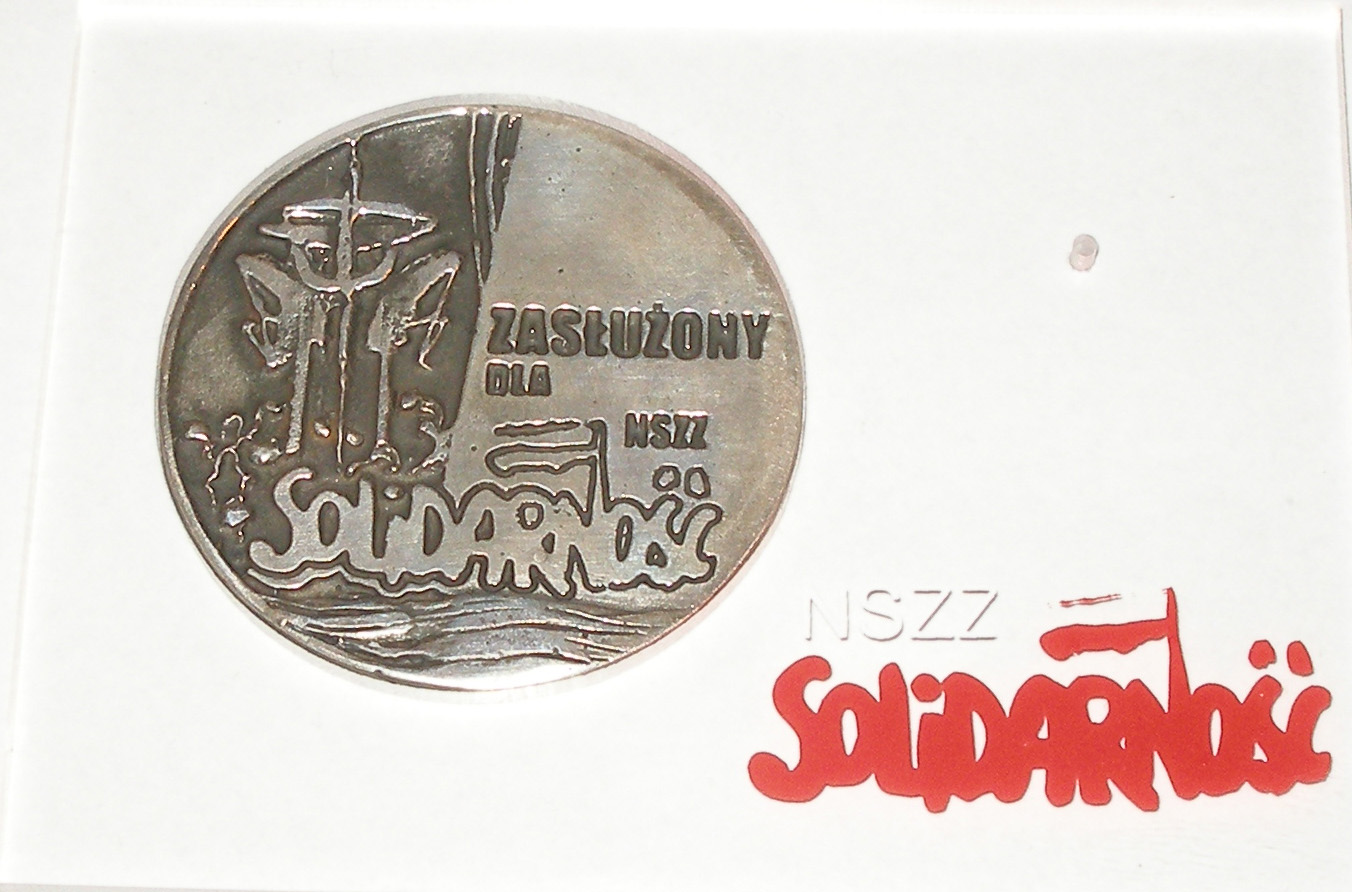 ZASŁUŻONY
DLA
NSZZ
SOLiDARNOŚĆ
NSZZ
SOLiDARNOŚĆ